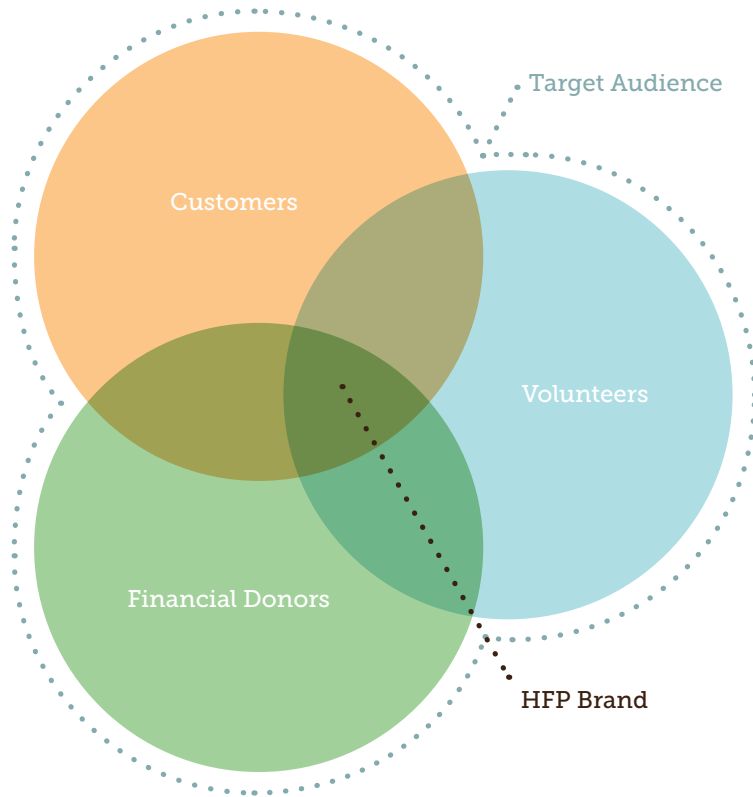 Target Audience
Customers
Volunteers
Financial Donors
HFP Brand